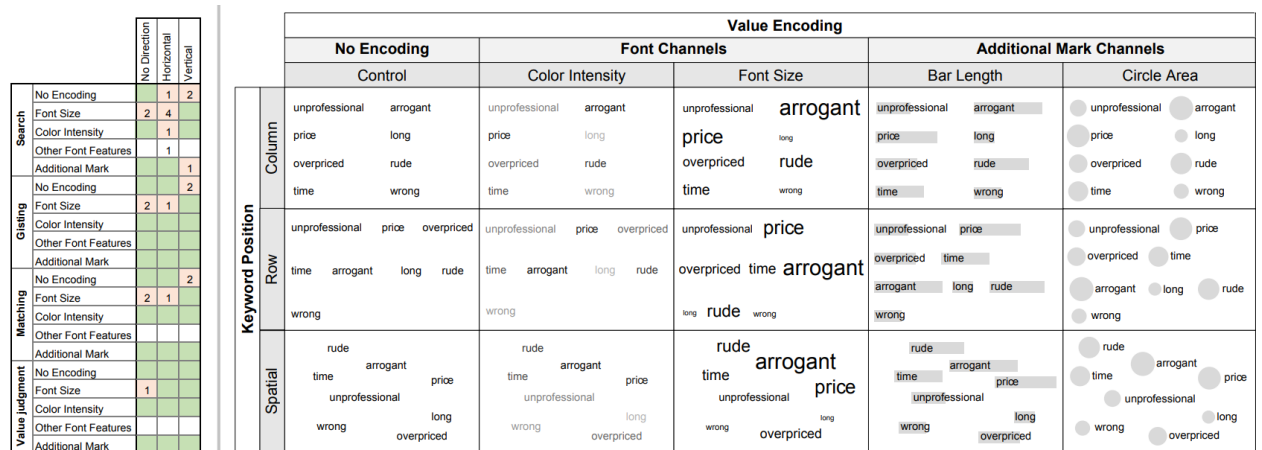 No Direction
Horizontal
Vertical
Search
No Encoding 1 2
Font Size 2 4
Color Intensity 1
Other Font Features 1
Additional Mark 1
Gisting
No Encoding 2
Font Size 2 1
Color Intensity
Other Font Features
Additional Mark
Matching
No Encoding 2
Font Size 2 1
Color Intensity
Other Font Features
Additional Mark
Value judgment
No Encoding
Font Size 1
Color Intensity
Other Font Features
Additional Mark
Value Encoding
No Encoding Font Channels Additional Mark Channels
Control Color Intensity Font Size Bar Length Circle Area
Keyword Position
Column
unprofessional arrogant unprofessional arrogant unprofessional arrogant unprofessional arrogant unprofessional arrogant
price long price long price long price long price long
overpriced rude overpriced rude overpriced rude overpriced rude overpriced rude
time wrong time wrong time wrong time wrong time wrong
Row
unprofessional price overpriced unprofessional price overpriced unprofessional price unprofessional price unprofessional price
overpriced time overpriced time
time arrogant long rude time arrogant long rude overpriced time arrogant
arrogant long rude arrogant long rude
wrong wrong long rude wrong wrong wrong
Spatial
rude rude rude rude rude
arrogant arrogant arrogant arrogant arrogant
time time time time time
price price price price price
unprofessional unprofessional unprofessional unprofessional unprofessional
long long long long long
wrong wrong wrong wrong wrong
overpriced overpriced overpriced overpriced overpriced